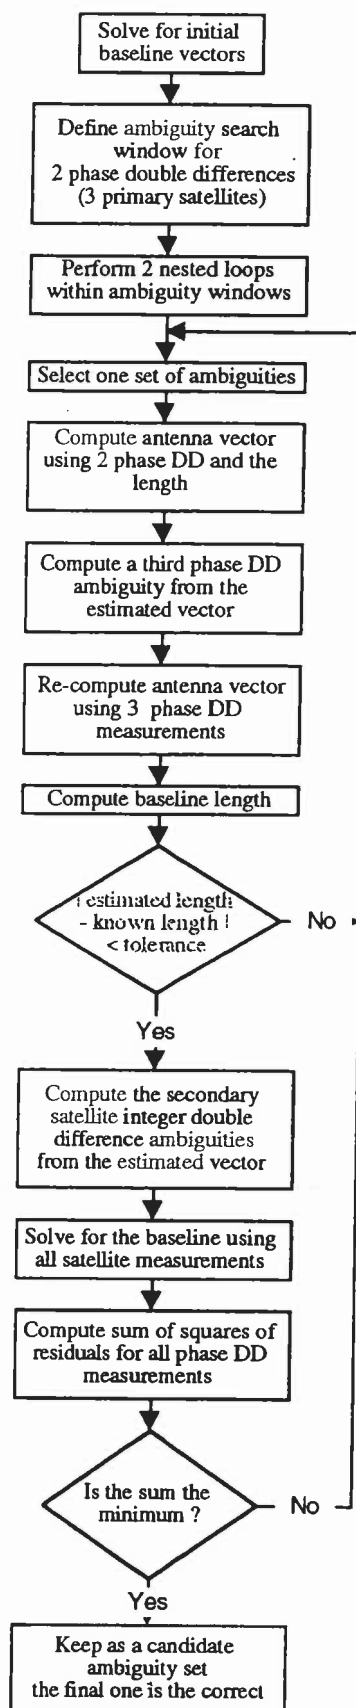 Solve for initial
baseline vectors
Define ambiguity search
window for
2 phase double differences
(3 primary satellites)
Perform 2 nested loops
within ambiguity windows
Select one set of ambiguities
Compute antenna vector
using 2 phase DD and the
length
Compute a third phase DD
ambiguity from the
estimated vector
Re-compute antenna vector
using 3 phase DD
measurements
Compute baseline length
| estimated length
- known length |
< tolerance
No
Yes
Compute the secondary
satellite integer double
difference ambiguities
from the estimated vector
Solve for the baseline using
all satellite measurements
Compute sum of squares of
residuals for all phase DD
measurements
Is the sum the
minimum ?
No
Yes
Keep as a candidate
ambiguity set
the final one is the correct